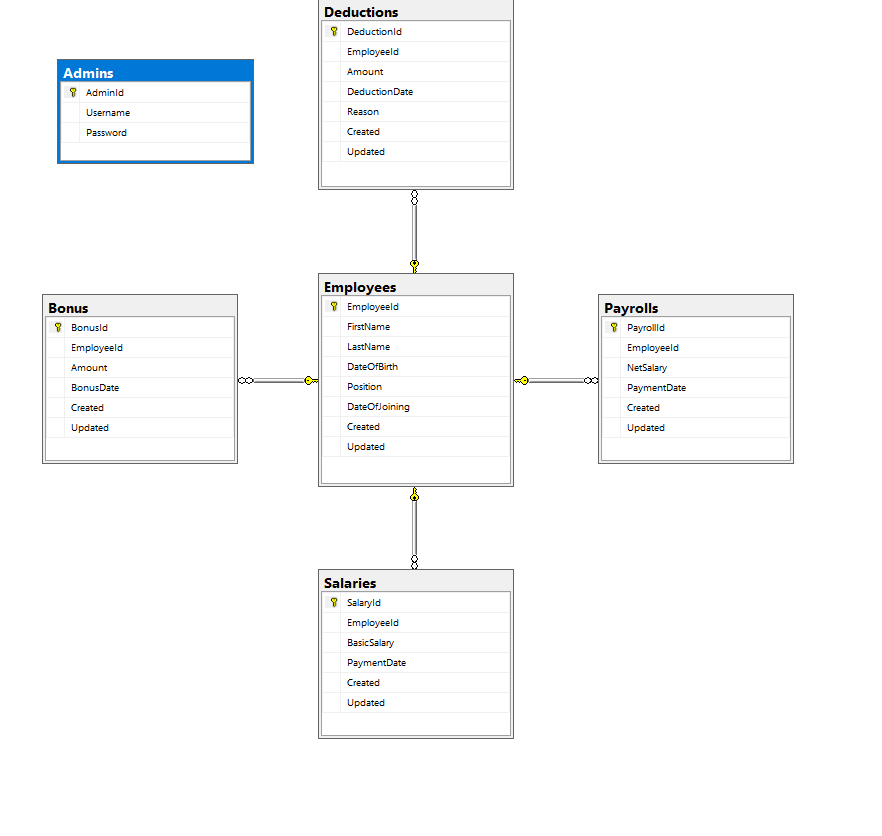 Deductions
DeductionId
EmployeeId
Amount
DeductionDate
Reason
Created
Updated
Admins
AdminId
Username
Password
Employees
EmployeeId
FirstName
LastName
DateOfBirth
Position
DateOfJoining
Created
Updated
Bonus
BonusId
EmployeeId
Amount
BonusDate
Created
Updated
Payrolls
PayrollId
EmployeeId
NetSalary
PaymentDate
Created
Updated
Salaries
SalaryId
EmployeeId
BasicSalary
PaymentDate
Created
Updated